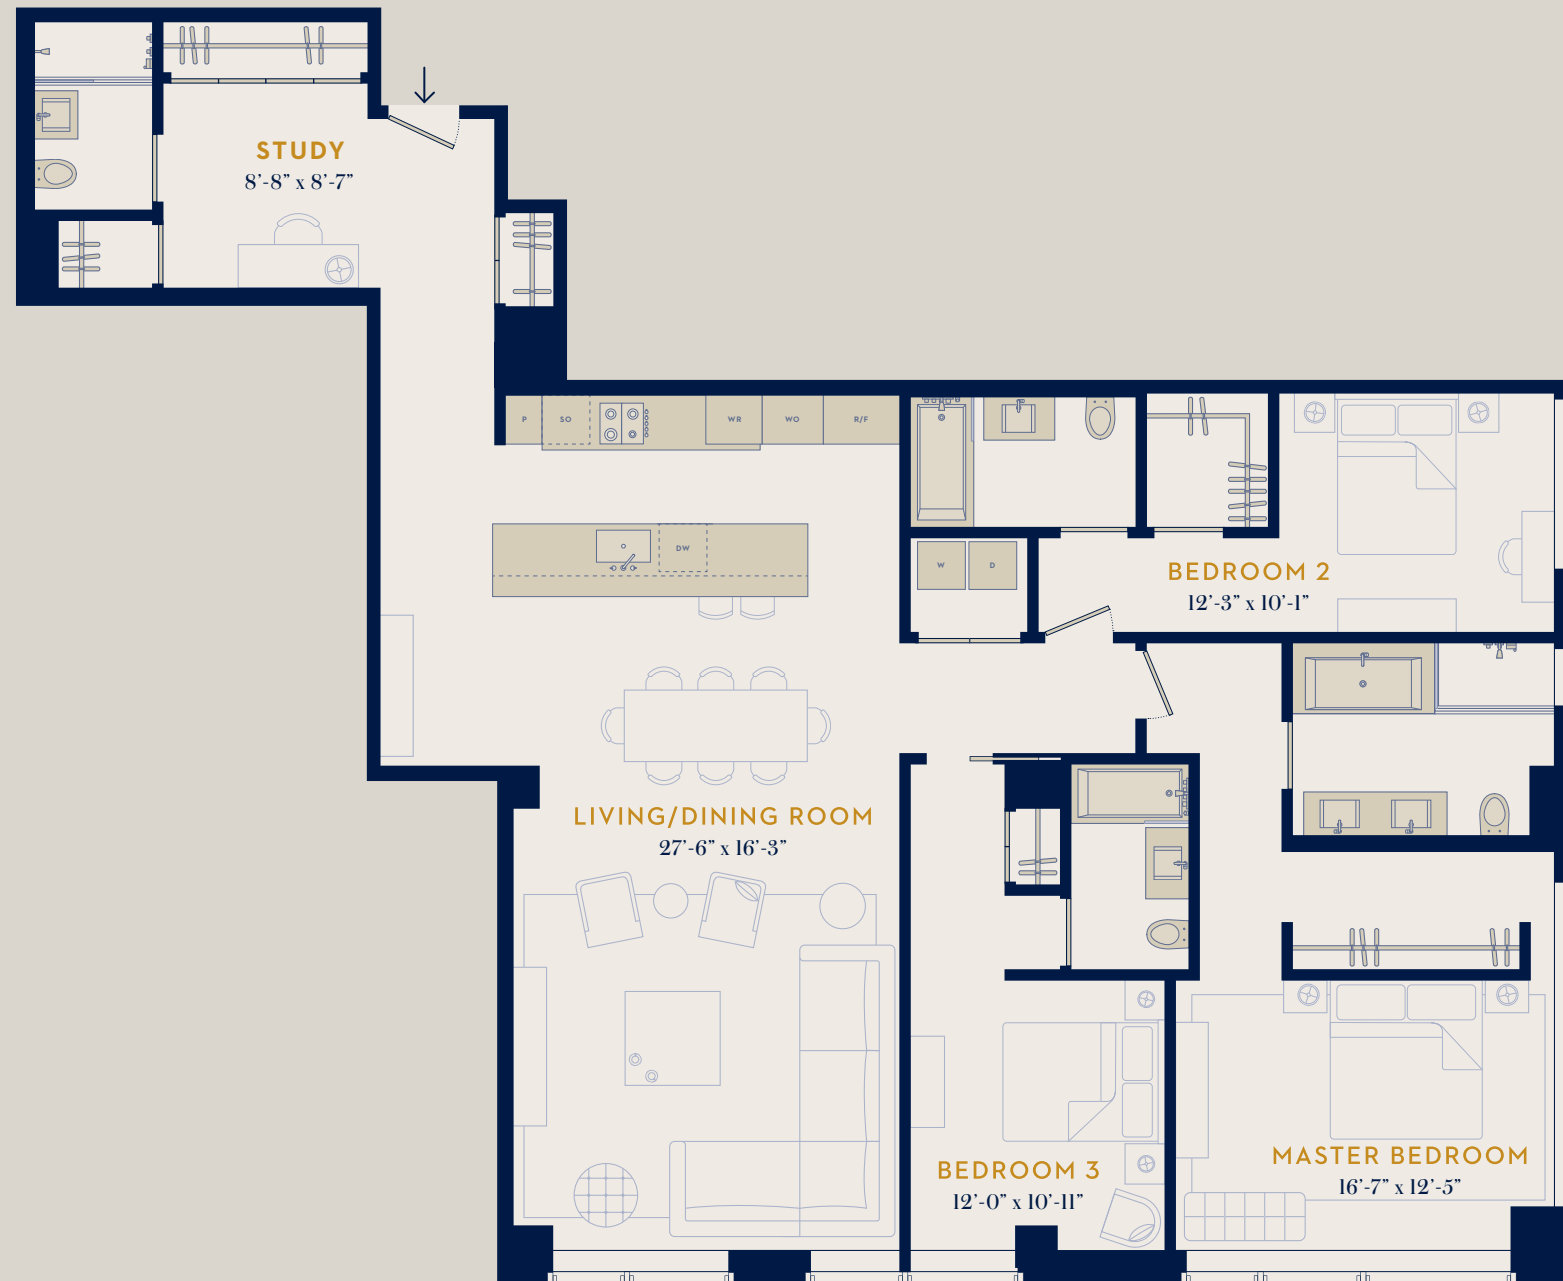 STUDY
8’-8” x 8’-7”
P
SO
WR
WO
R/F
DW
W
D
BEDROOM 2
12’-3” x 10’-1”
LIVING/DINING ROOM
27’-6” x 16’-3”
BEDROOM 3
12’-0” x 10’-11”
MASTER BEDROOM
16’-7” x 12’-5”